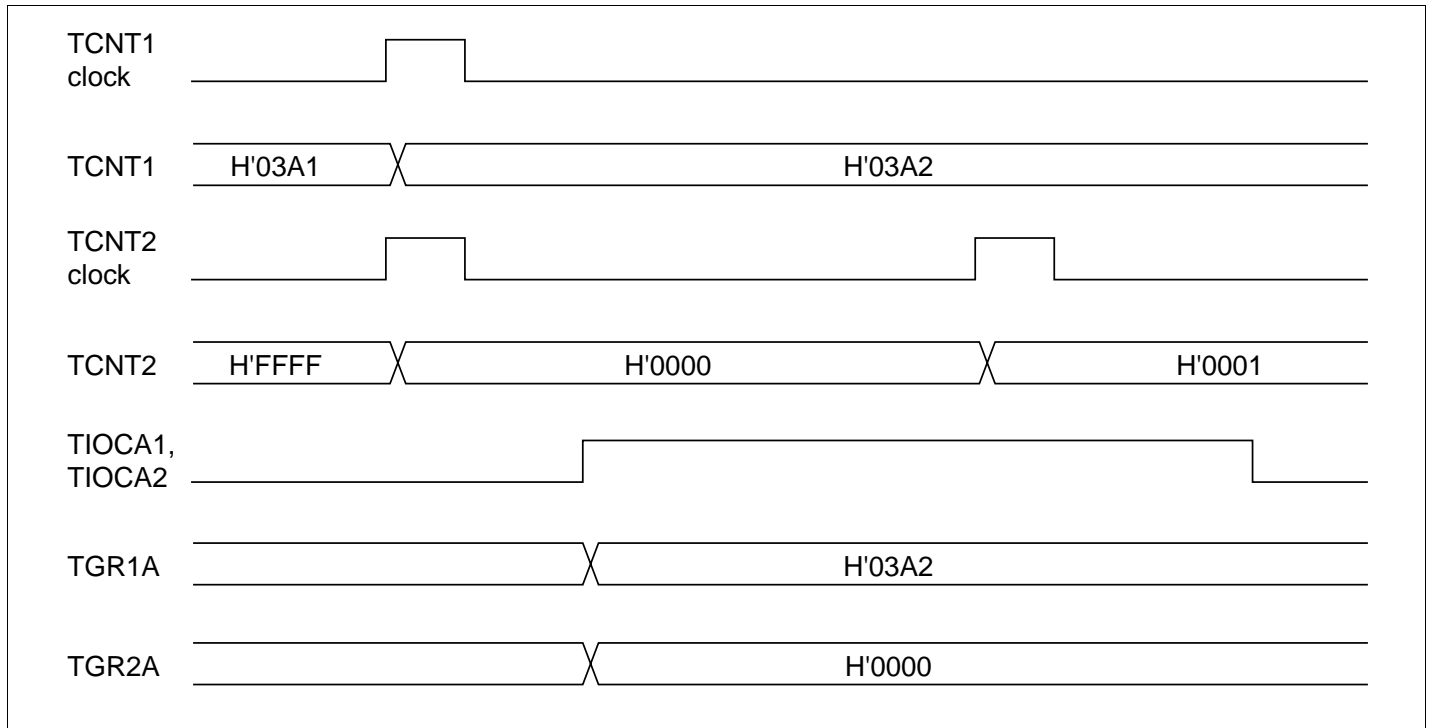 TCNT1
clock
TCNT1 H'03A1 H'03A2
TCNT2
clock
TCNT2 H'FFFF H'0000 H'0001
TIOCA1,
TIOCA2
TGR1A H'03A2
TGR2A H'0000